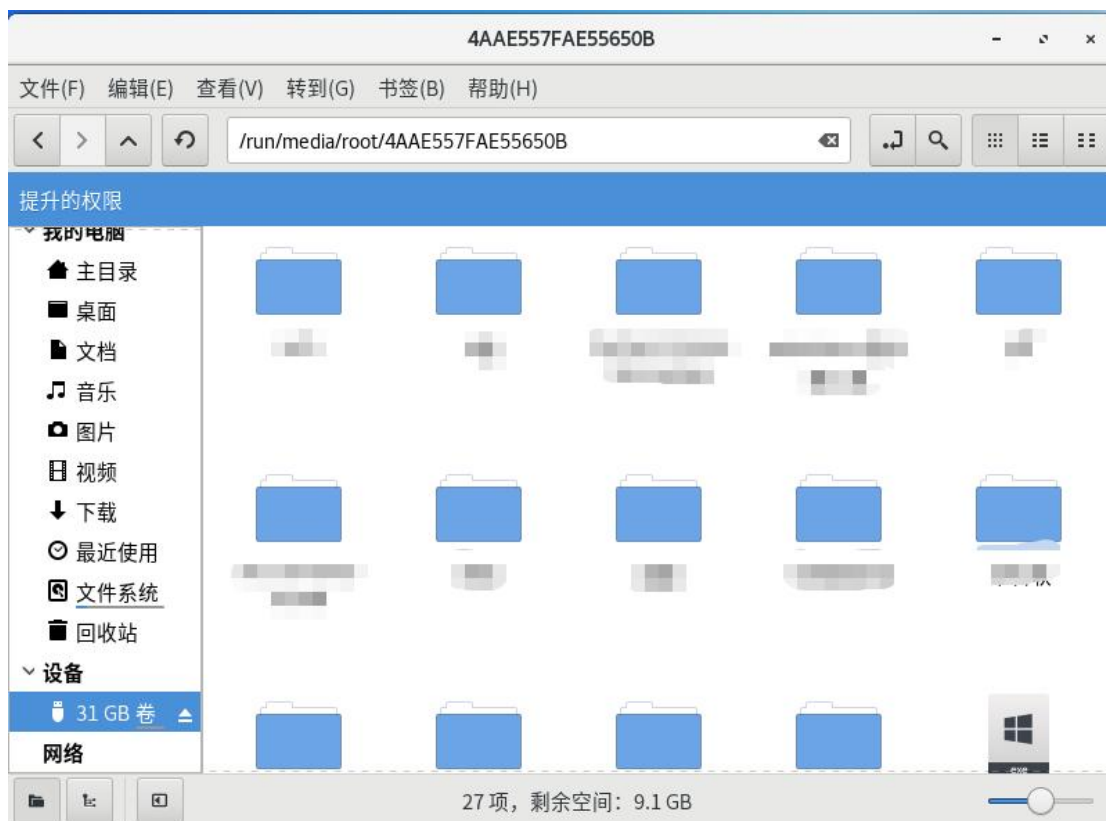 4AAE557FAE55650B
文件(F) 编辑(E) 查看(V) 转到(G) 书签(B) 帮助(H)
/run/media/root/4AAE557FAE55650B
提升的权限
我的电脑
主目录
桌面
文档
音乐
图片
视频
下载
最近使用
文件系统
回收站
设备
31 GB 卷
网络
.exe
27 项，剩余空间：9.1 GB